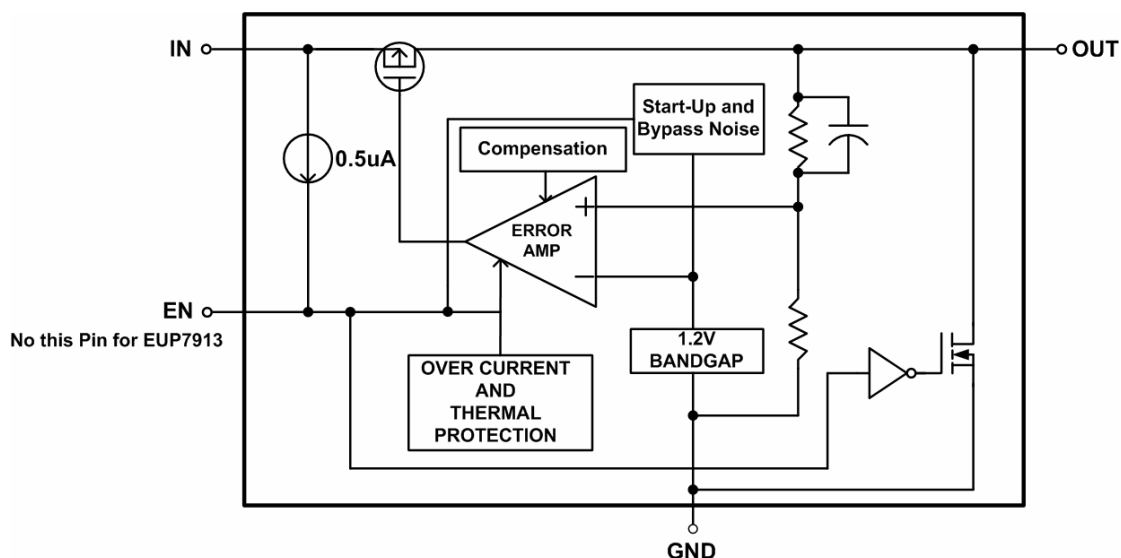 IN
OUT
Start-Up and
Bypass Noise
Compensation
0.5uA
+
ERROR
AMP
−
EN
No this Pin for EUP7913
1.2V
BANDGAP
OVER CURRENT
AND
THERMAL
PROTECTION
GND